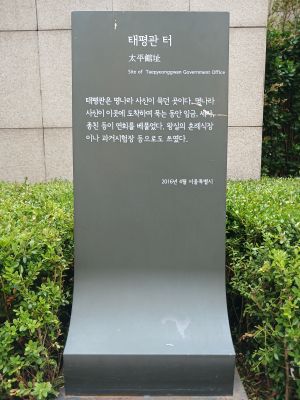 태평관 터
太平館址
Site of Taepyeonggwan Government Office
태평관은 명나라 사신이 묵던 곳이다. 명나라
사신이 이곳에 도착하여 묵는 동안 임금, 세자,
종친 등이 연회를 베풀었다. 왕실의 혼례식장
이나 과거시험장 등으로도 쓰였다.
2016년 4월 서울특별시